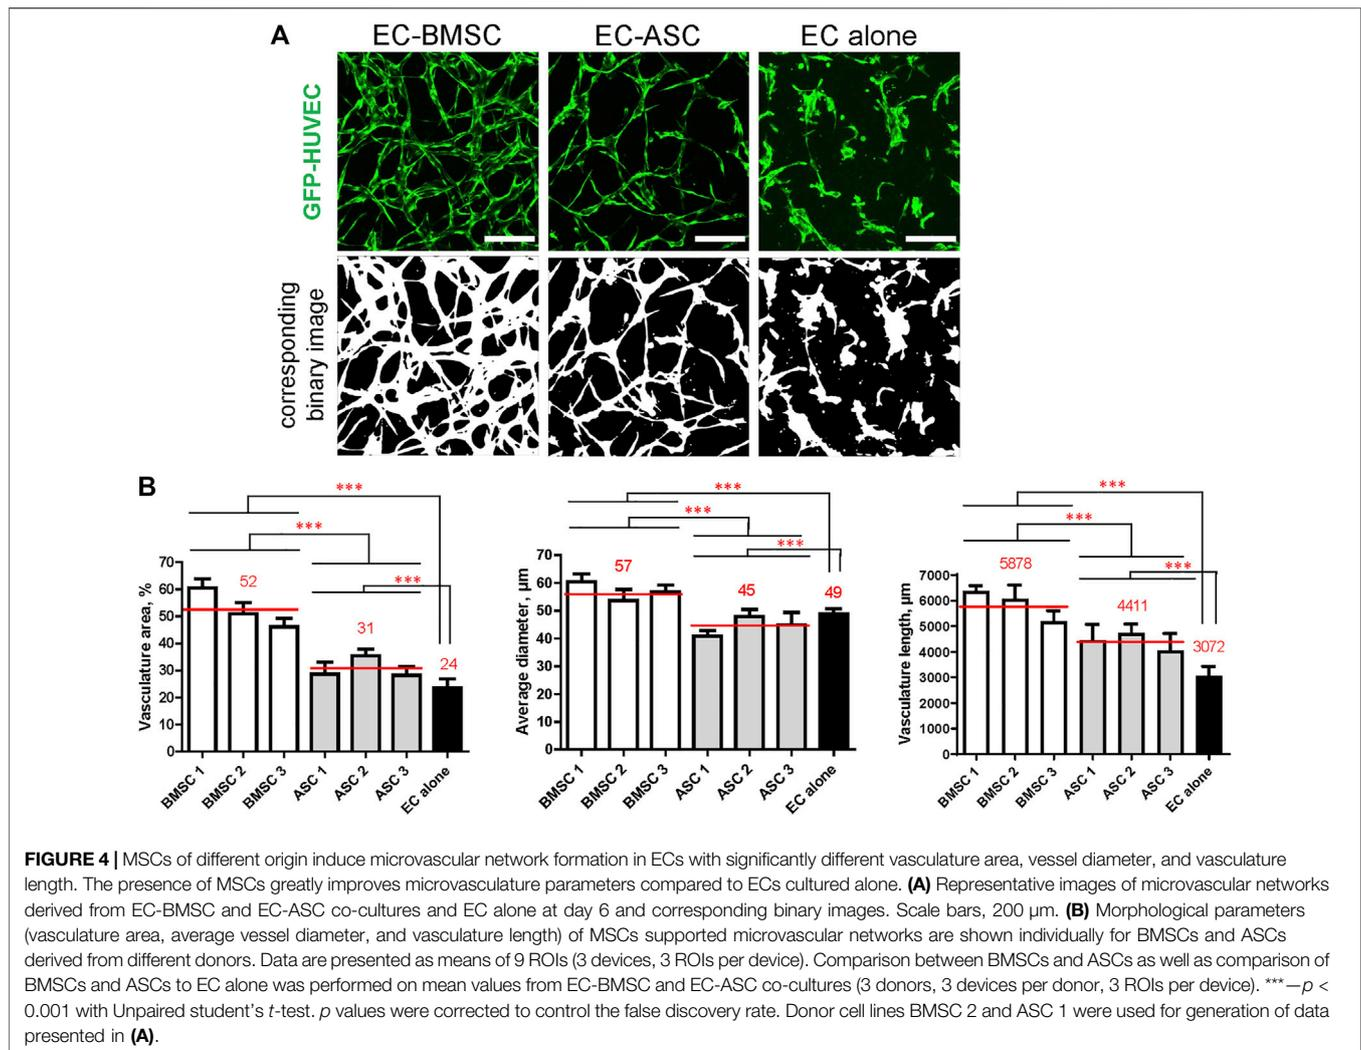 A
EC-BMSC
EC-ASC
EC alone
GFP-HUVEC
corresponding
binary image
B
***
***
***
52
31
24
Vasculature area, %
70
60
50
40
30
20
10
0
BMSC 1
BMSC 2
BMSC 3
ASC 1
ASC 2
ASC 3
EC alone
***
***
***
57
45
49
Average diameter, µm
70
60
50
40
30
20
10
0
BMSC 1
BMSC 2
BMSC 3
ASC 1
ASC 2
ASC 3
EC alone
***
***
***
5878
4411
3072
Vasculature length, µm
7000
6000
5000
4000
3000
2000
1000
0
BMSC 1
BMSC 2
BMSC 3
ASC 1
ASC 2
ASC 3
EC alone
FIGURE 4 | MSCs of different origin induce microvascular network formation in ECs with significantly different vasculature area, vessel diameter, and vasculature
length. The presence of MSCs greatly improves microvasculature parameters compared to ECs cultured alone. (A) Representative images of microvascular networks
derived from EC-BMSC and EC-ASC co-cultures and EC alone at day 6 and corresponding binary images. Scale bars, 200 µm. (B) Morphological parameters
(vasculature area, average vessel diameter, and vasculature length) of MSCs supported microvascular networks are shown individually for BMSCs and ASCs
derived from different donors. Data are presented as means of 9 ROIs (3 devices, 3 ROIs per device). Comparison between BMSCs and ASCs as well as comparison of
BMSCs and ASCs to EC alone was performed on mean values from EC-BMSC and EC-ASC co-cultures (3 donors, 3 devices per donor, 3 ROIs per device). ***—p <
0.001 with Unpaired student's t-test. p values were corrected to control the false discovery rate. Donor cell lines BMSC 2 and ASC 1 were used for generation of data
presented in (A).